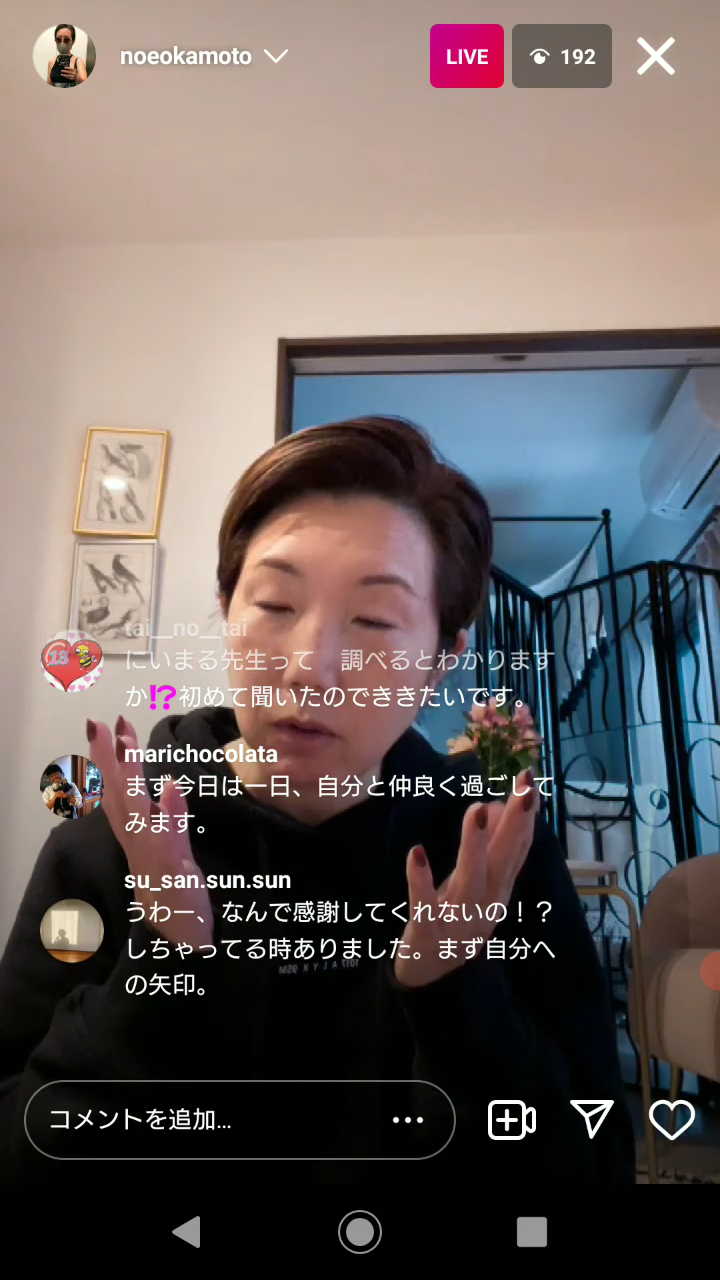 noeokamoto
LIVE
192
tai__no__tai
にいまる先生って　調べるとわかります
か⁉️初めて聞いたのでききたいです。
marichocolata
まず今日は一日、自分と仲良く過ごして
みます。
su_san.sun.sun
うわー、なんで感謝してくれないの！？
しちゃってる時ありました。まず自分へ
の矢印。
コメントを追加...